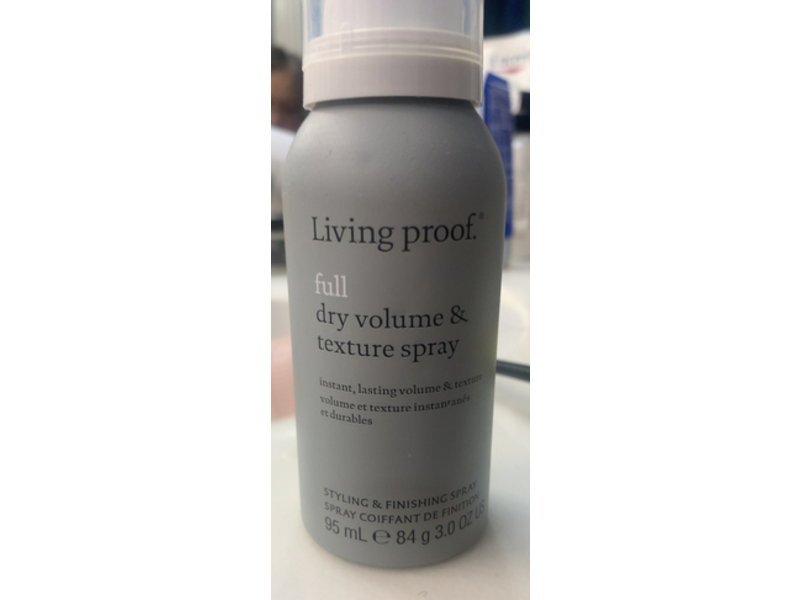 Living proof.®
full
dry volume &
texture spray
instant, lasting volume & texture
volume et texture instantanés
et durables
STYLING & FINISHING SPRAY
SPRAY COIFFANT DE FINITION
95 mL ℮ 84 g 3.0 OZ US